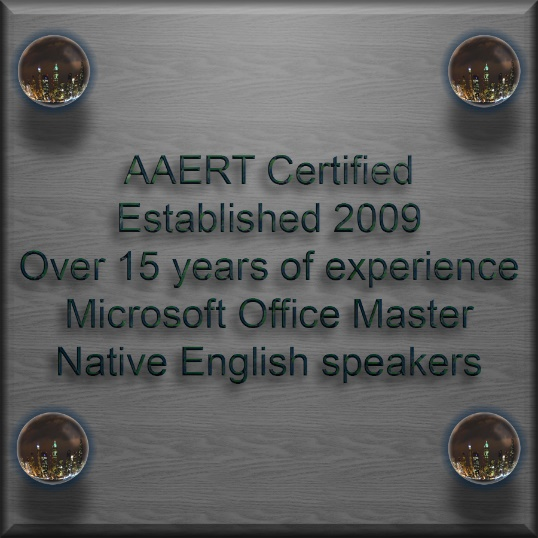 AAERT Certified
Established 2009
Over 15 years of experience
Microsoft Office Master
Native English speakers